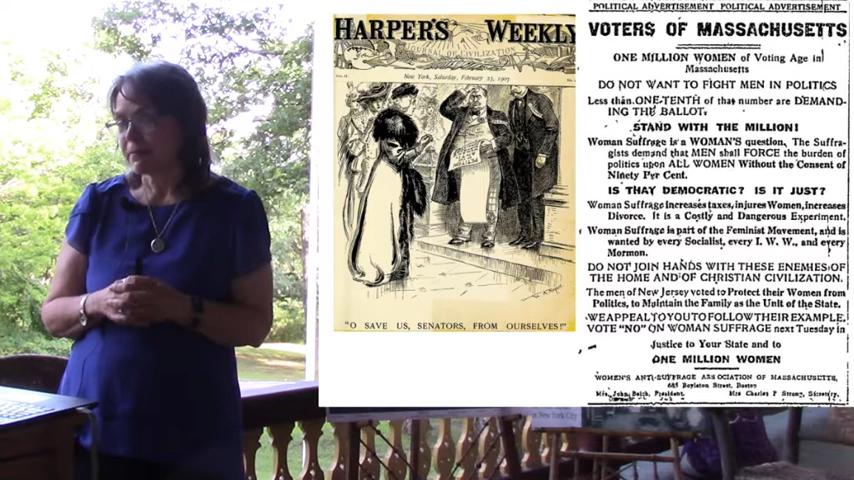 HARPER'S WEEKLY
JOURNAL OF CIVILIZATION
New York, Saturday, February 23, 1907
"O SAVE US, SENATORS, FROM OURSELVES!"
POLITICAL ADVERTISEMENT POLITICAL ADVERTISEMENT
VOTERS OF MASSACHUSETTS
ONE MILLION WOMEN of Voting Age in
Massachusetts
DO NOT WANT TO FIGHT MEN IN POLITICS
Less than ONE-TENTH of that number are DEMAND-
ING THE BALLOT.
STAND WITH THE MILLION!
Woman Suffrage is a WOMAN'S question. The Suffra-
gists demand that MEN shall FORCE the burden of
politics upon ALL WOMEN Without the Consent of
Ninety Per Cent.
IS THAT DEMOCRATIC? IS IT JUST?
Woman Suffrage increases taxes, injures Women, increases
Divorce. It is a Costly and Dangerous Experiment.
Woman Suffrage is part of the Feminist Movement, and is
wanted by every Socialist, every I. W. W., and every
Mormon.
DO NOT JOIN HANDS WITH THESE ENEMIES OF
THE HOME AND OF CHRISTIAN CIVILIZATION.
The men of New Jersey voted to Protect their Women from
Politics, to Maintain the Family as the Unit of the State.
WE APPEAL TO YOU TO FOLLOW THEIR EXAMPLE.
VOTE "NO" ON WOMAN SUFFRAGE next Tuesday in
Justice to Your State and to
ONE MILLION WOMEN
WOMEN'S ANTI-SUFFRAGE ASSOCIATION OF MASSACHUSETTS,
685 Boylston Street, Boston
Mrs. John Balch, President. Mrs Charles P Strong, Secretary.
in New York City